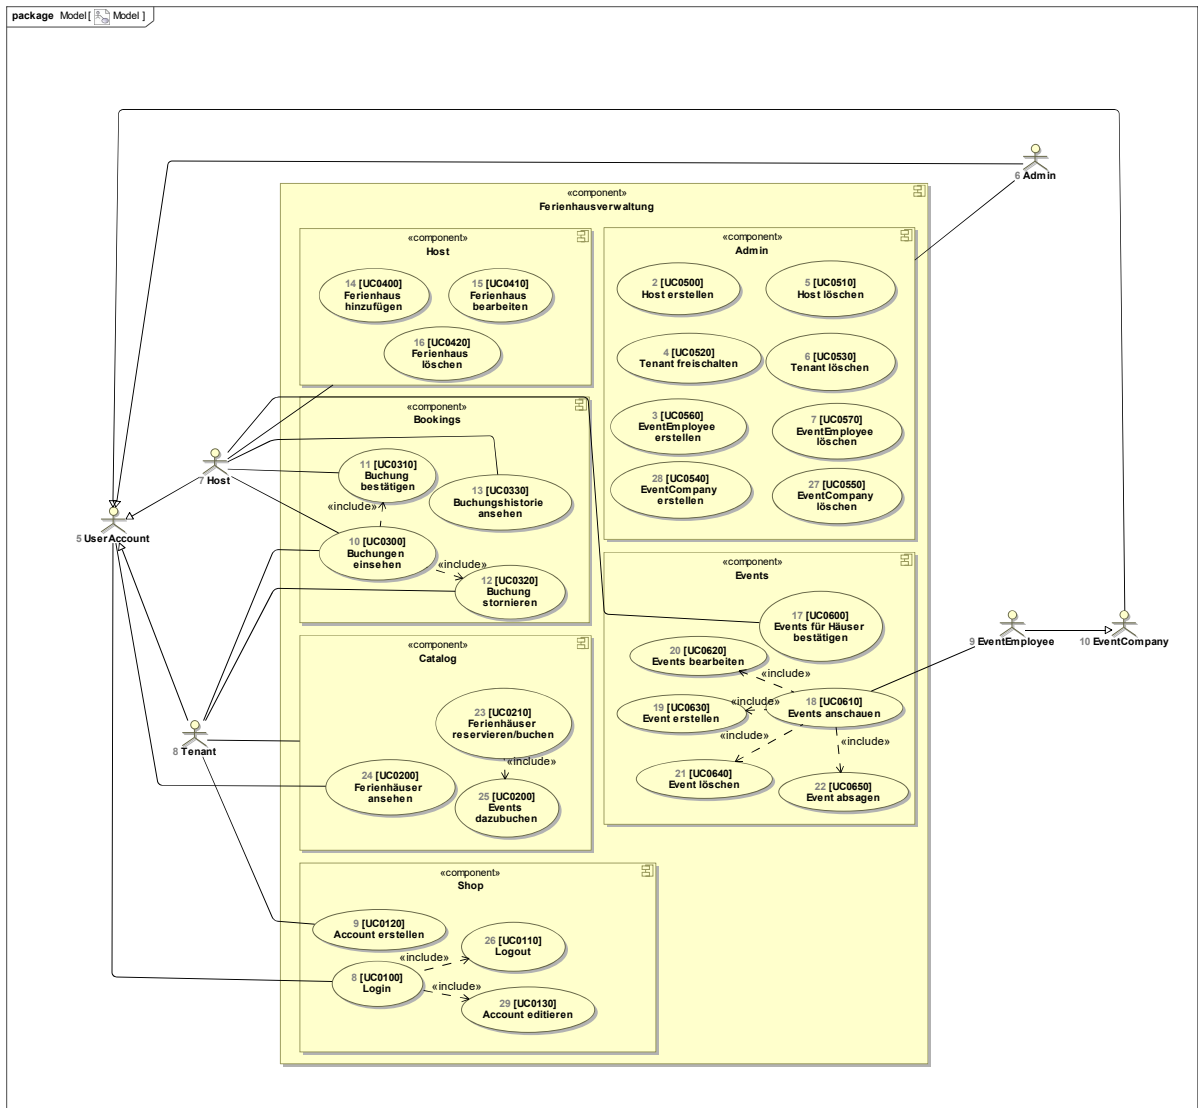 package Model[ Model ]
6 Admin
«component»
Ferienhausverwaltung
«component»
Host
14 [UC0400]
Ferienhaus
hinzufügen
15 [UC0410]
Ferienhaus
bearbeiten
16 [UC0420]
Ferienhaus
löschen
«component»
Admin
2 [UC0500]
Host erstellen
5 [UC0510]
Host löschen
4 [UC0520]
Tenant freischalten
6 [UC0530]
Tenant löschen
3 [UC0560]
EventEmployee
erstellen
7 [UC0570]
EventEmployee
löschen
28 [UC0540]
EventCompany
erstellen
27 [UC0550]
EventCompany
löschen
«component»
Bookings
11 [UC0310]
Buchung
bestätigen
13 [UC0330]
Buchungshistorie
ansehen
«include»
10 [UC0300]
Buchungen
einsehen
«include»
12 [UC0320]
Buchung
stornieren
7 Host
5 UserAccount
8 Tenant
«component»
Events
17 [UC0600]
Events für Häuser
bestätigen
20 [UC0620]
Events bearbeiten
«include»
19 [UC0630]
Event erstellen
«include»
18 [UC0610]
Events anschauen
«include»
«include»
21 [UC0640]
Event löschen
22 [UC0650]
Event absagen
9 EventEmployee
10 EventCompany
«component»
Catalog
23 [UC0210]
Ferienhäuser
reservieren/buchen
«include»
24 [UC0200]
Ferienhäuser
ansehen
25 [UC0200]
Events
dazubuchen
«component»
Shop
9 [UC0120]
Account erstellen
26 [UC0110]
Logout
«include»
8 [UC0100]
Login
«include»
29 [UC0130]
Account editieren